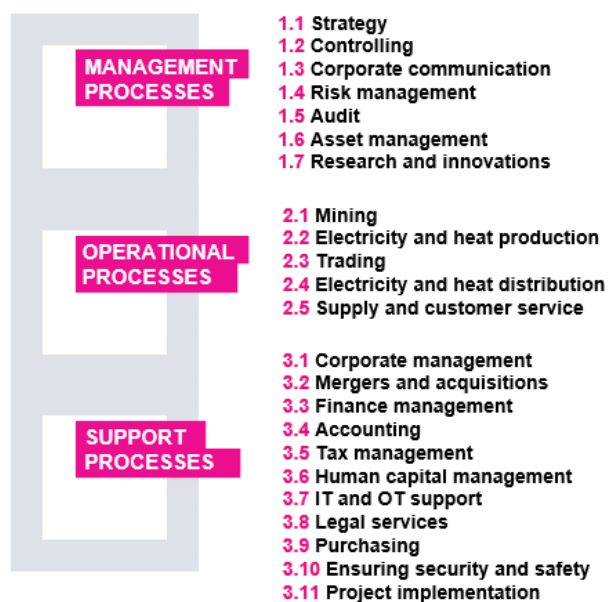 MANAGEMENT
PROCESSES
1.1 Strategy
1.2 Controlling
1.3 Corporate communication
1.4 Risk management
1.5 Audit
1.6 Asset management
1.7 Research and innovations
OPERATIONAL
PROCESSES
2.1 Mining
2.2 Electricity and heat production
2.3 Trading
2.4 Electricity and heat distribution
2.5 Supply and customer service
SUPPORT
PROCESSES
3.1 Corporate management
3.2 Mergers and acquisitions
3.3 Finance management
3.4 Accounting
3.5 Tax management
3.6 Human capital management
3.7 IT and OT support
3.8 Legal services
3.9 Purchasing
3.10 Ensuring security and safety
3.11 Project implementation